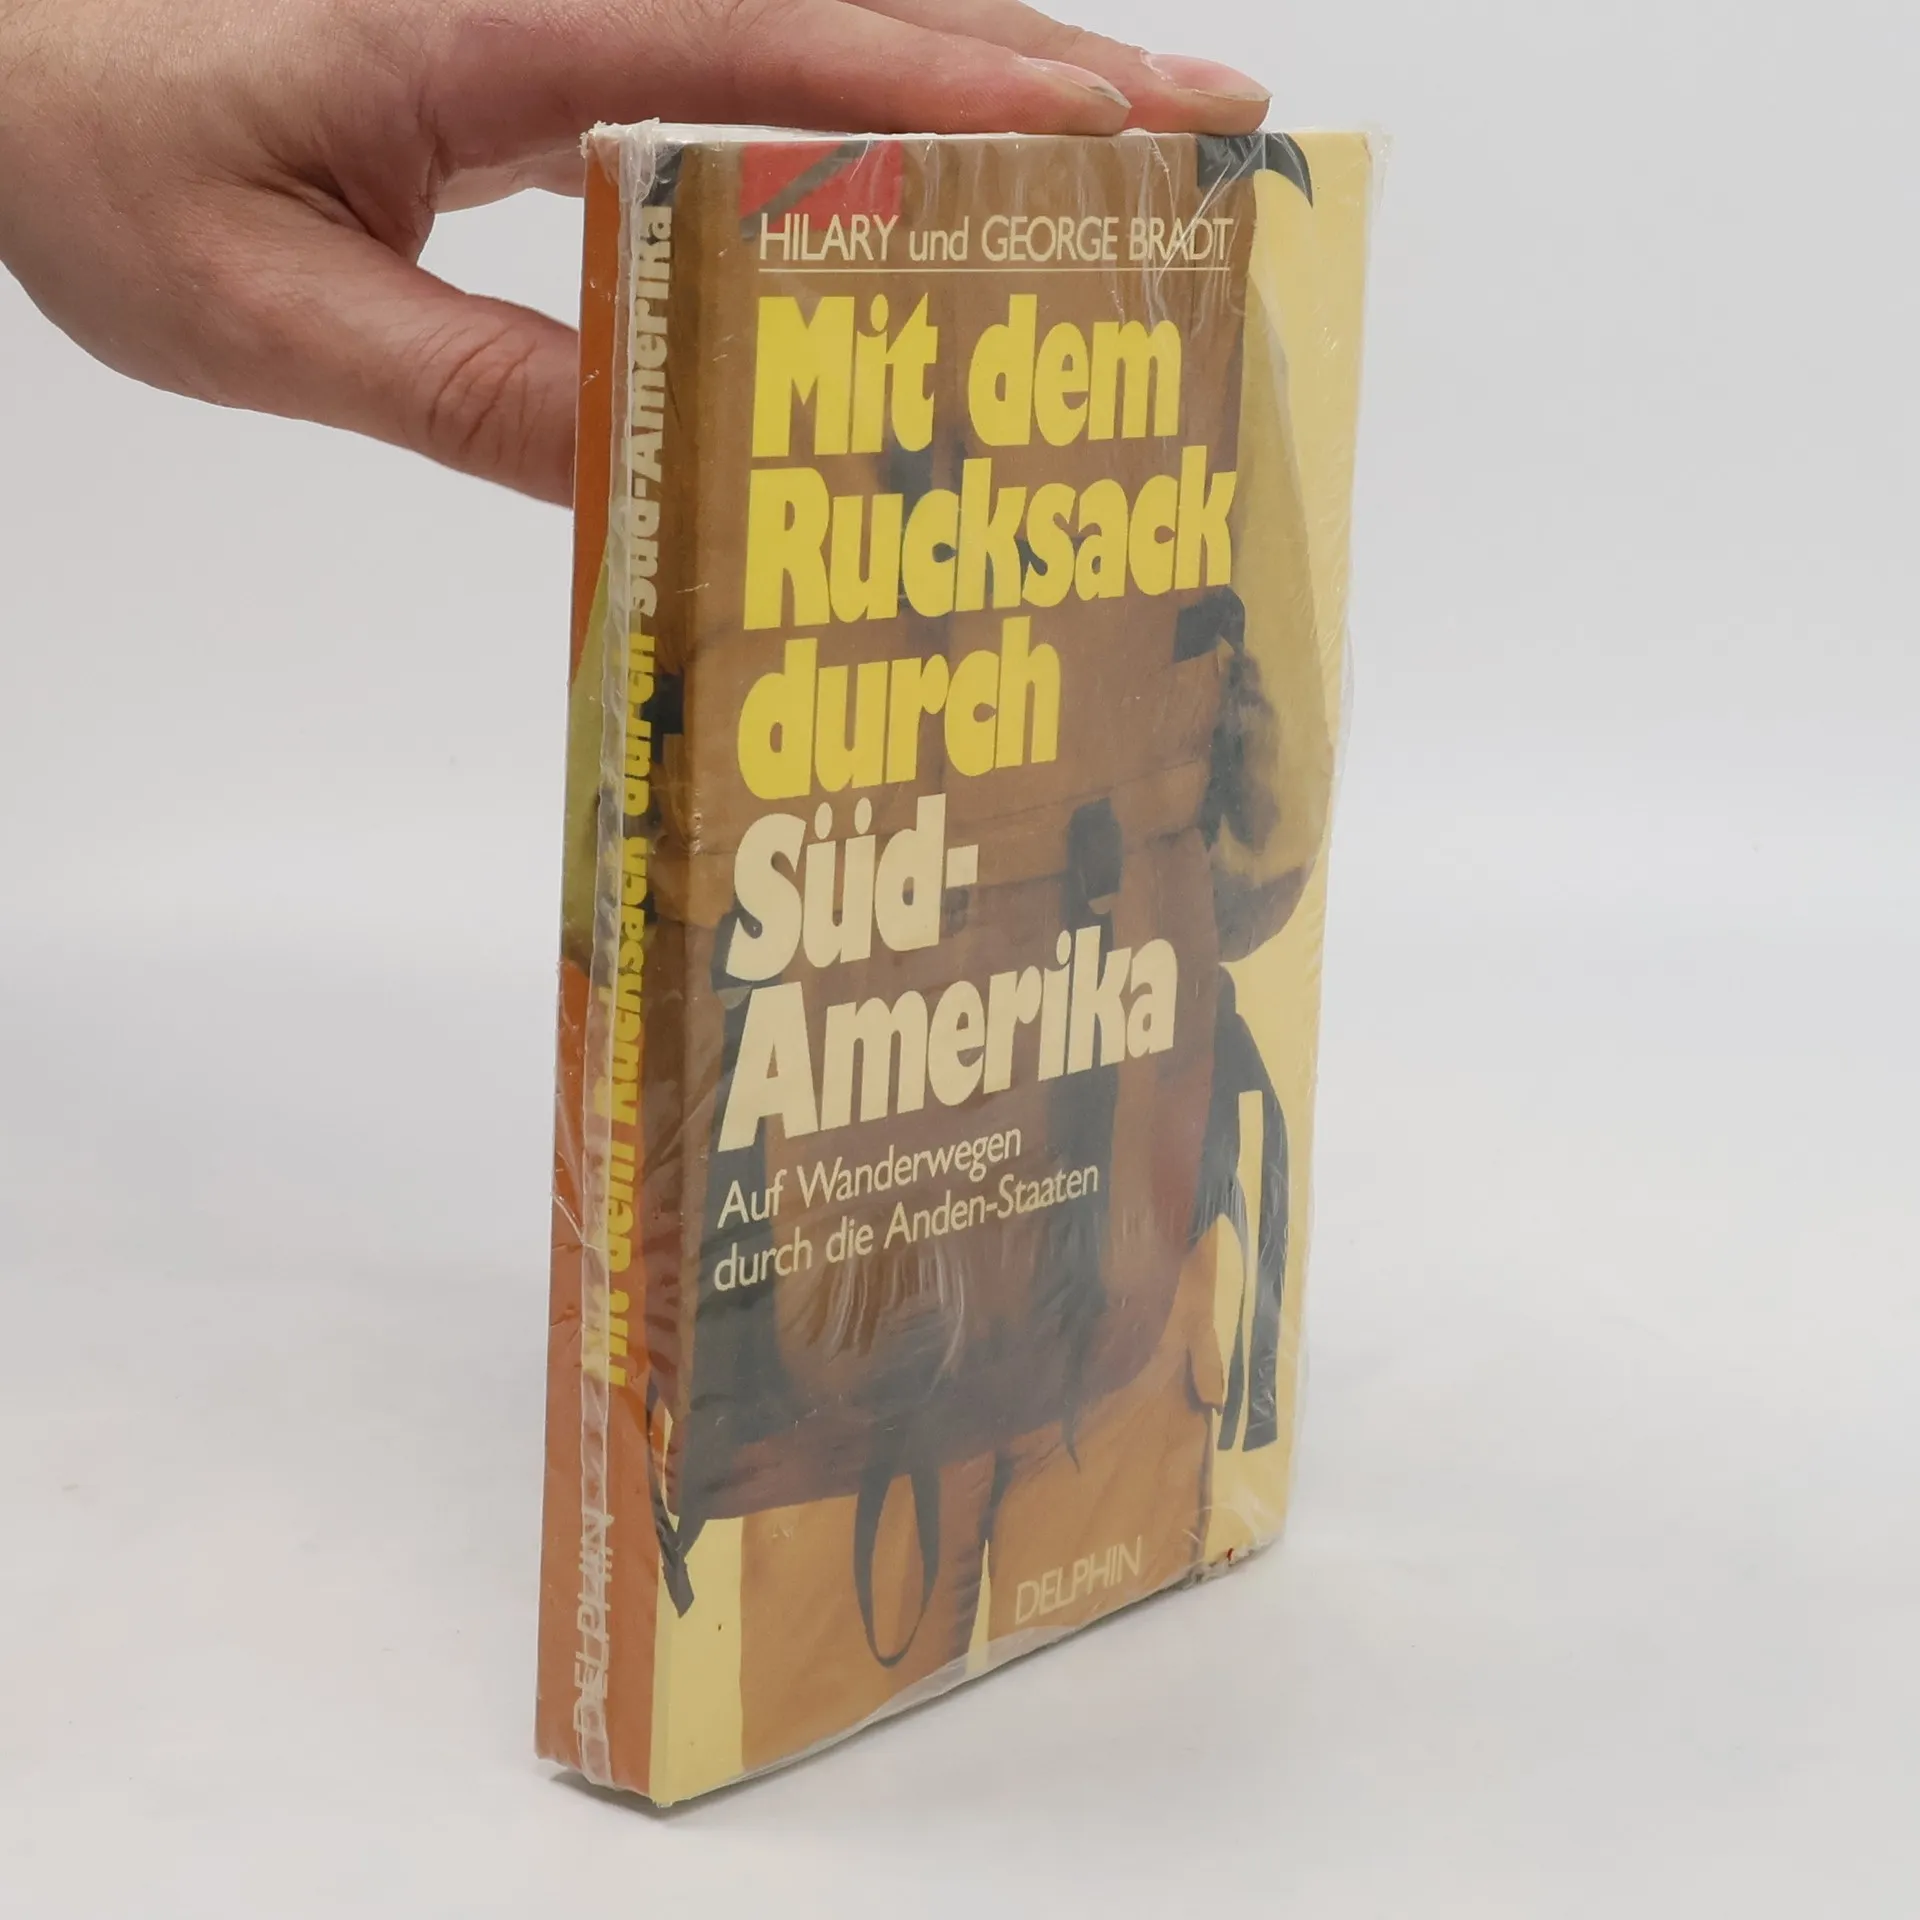 HILARY und GEORGE BRADT
Mit dem
Rucksack
durch
Süd-
Amerika
Auf Wanderwegen
durch die Anden-Staaten
DELPHIN
Mit dem Rucksack durch Süd-Amerika
DELPHIN